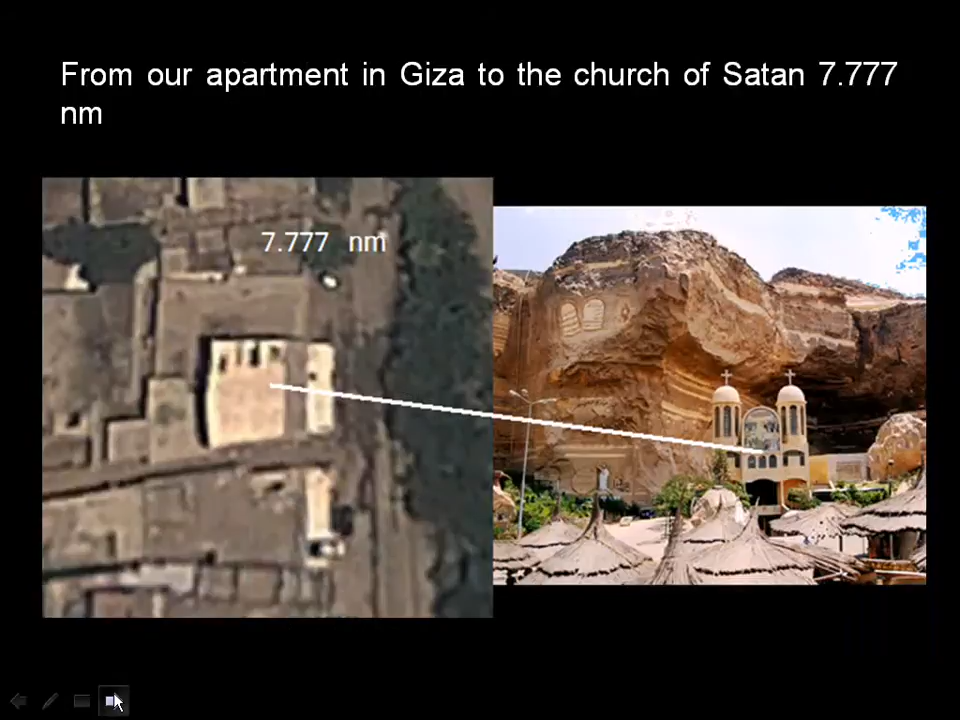 From our apartment in Giza to the church of Satan 7.777
nm
7.777 nm